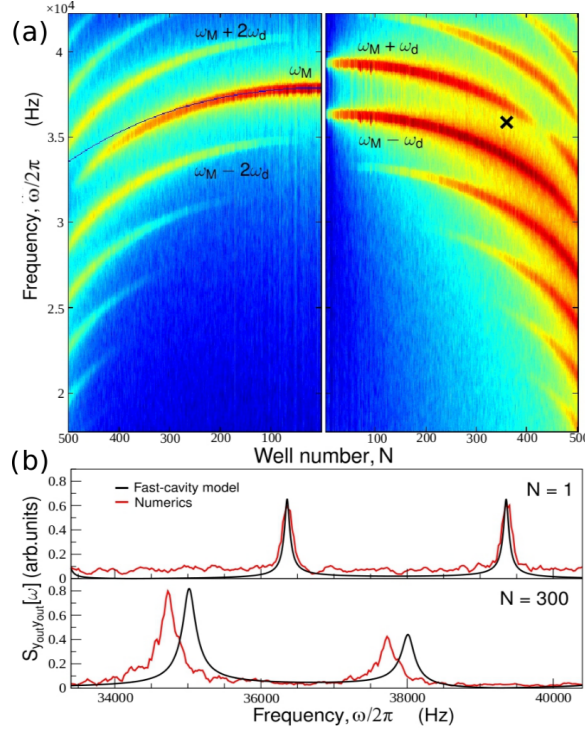 (a)
×10⁴
4
3.5
3
2.5
2
Frequency, ω/2π (Hz)
ω_M + 2ω_d
ω_M
ω_M − 2ω_d
ω_M + ω_d
ω_M − ω_d
500 400 300 200 100 100 200 300 400 500
Well number, N
(b)
S_{y_out y_out}[ω] (arb.units)
0.8
0.6
0.4
0.2
0
Fast-cavity model
Numerics
N = 1
0.8
0.6
0.4
0.2
0
N = 300
34000 36000 38000 40000
Frequency, ω/2π (Hz)